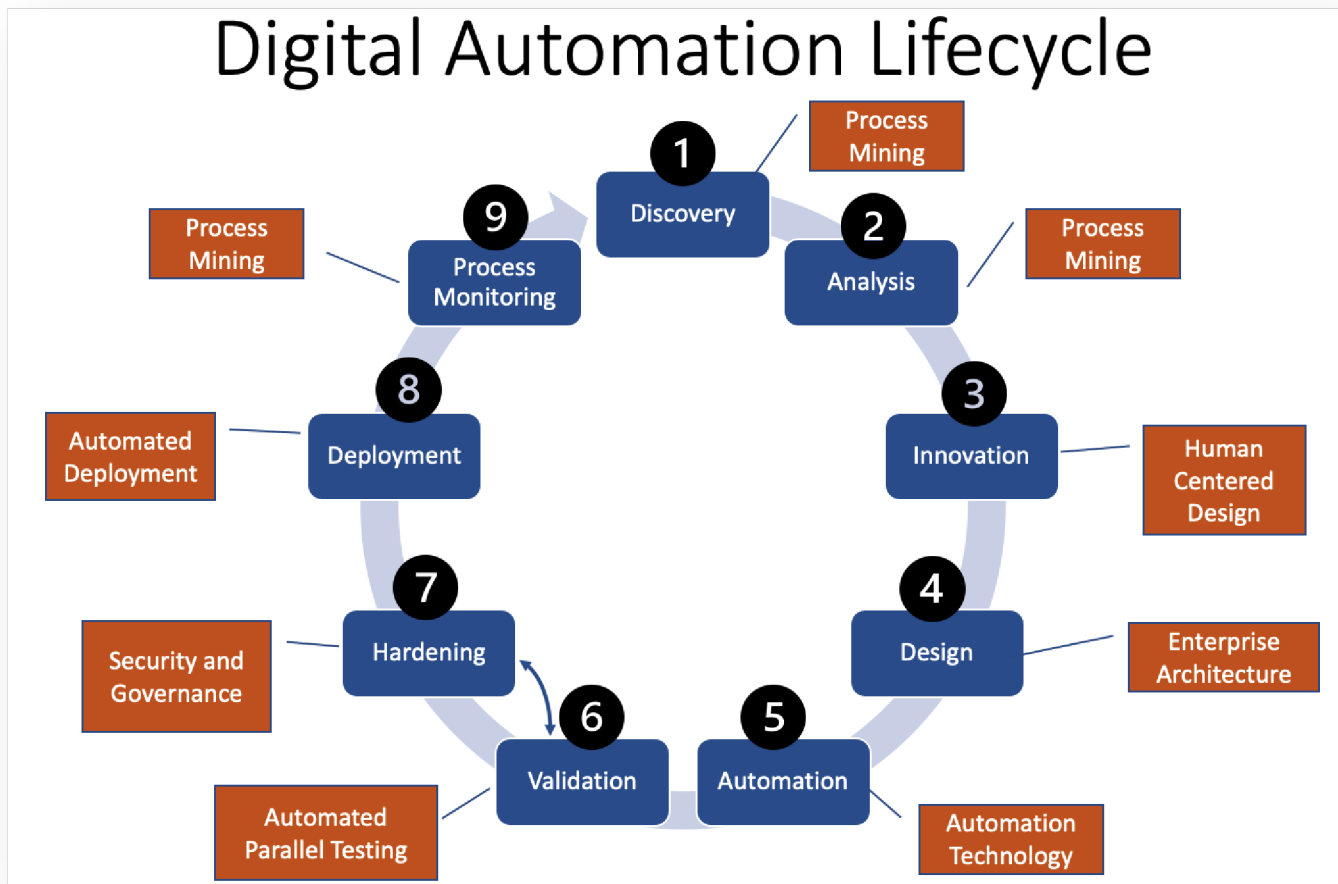 Digital Automation Lifecycle
1
Discovery
Process
Mining
2
Analysis
Process
Mining
3
Innovation
Human
Centered
Design
4
Design
Enterprise
Architecture
5
Automation
Automation
Technology
6
Validation
Automated
Parallel Testing
7
Hardening
Security and
Governance
8
Deployment
Automated
Deployment
9
Process
Monitoring
Process
Mining